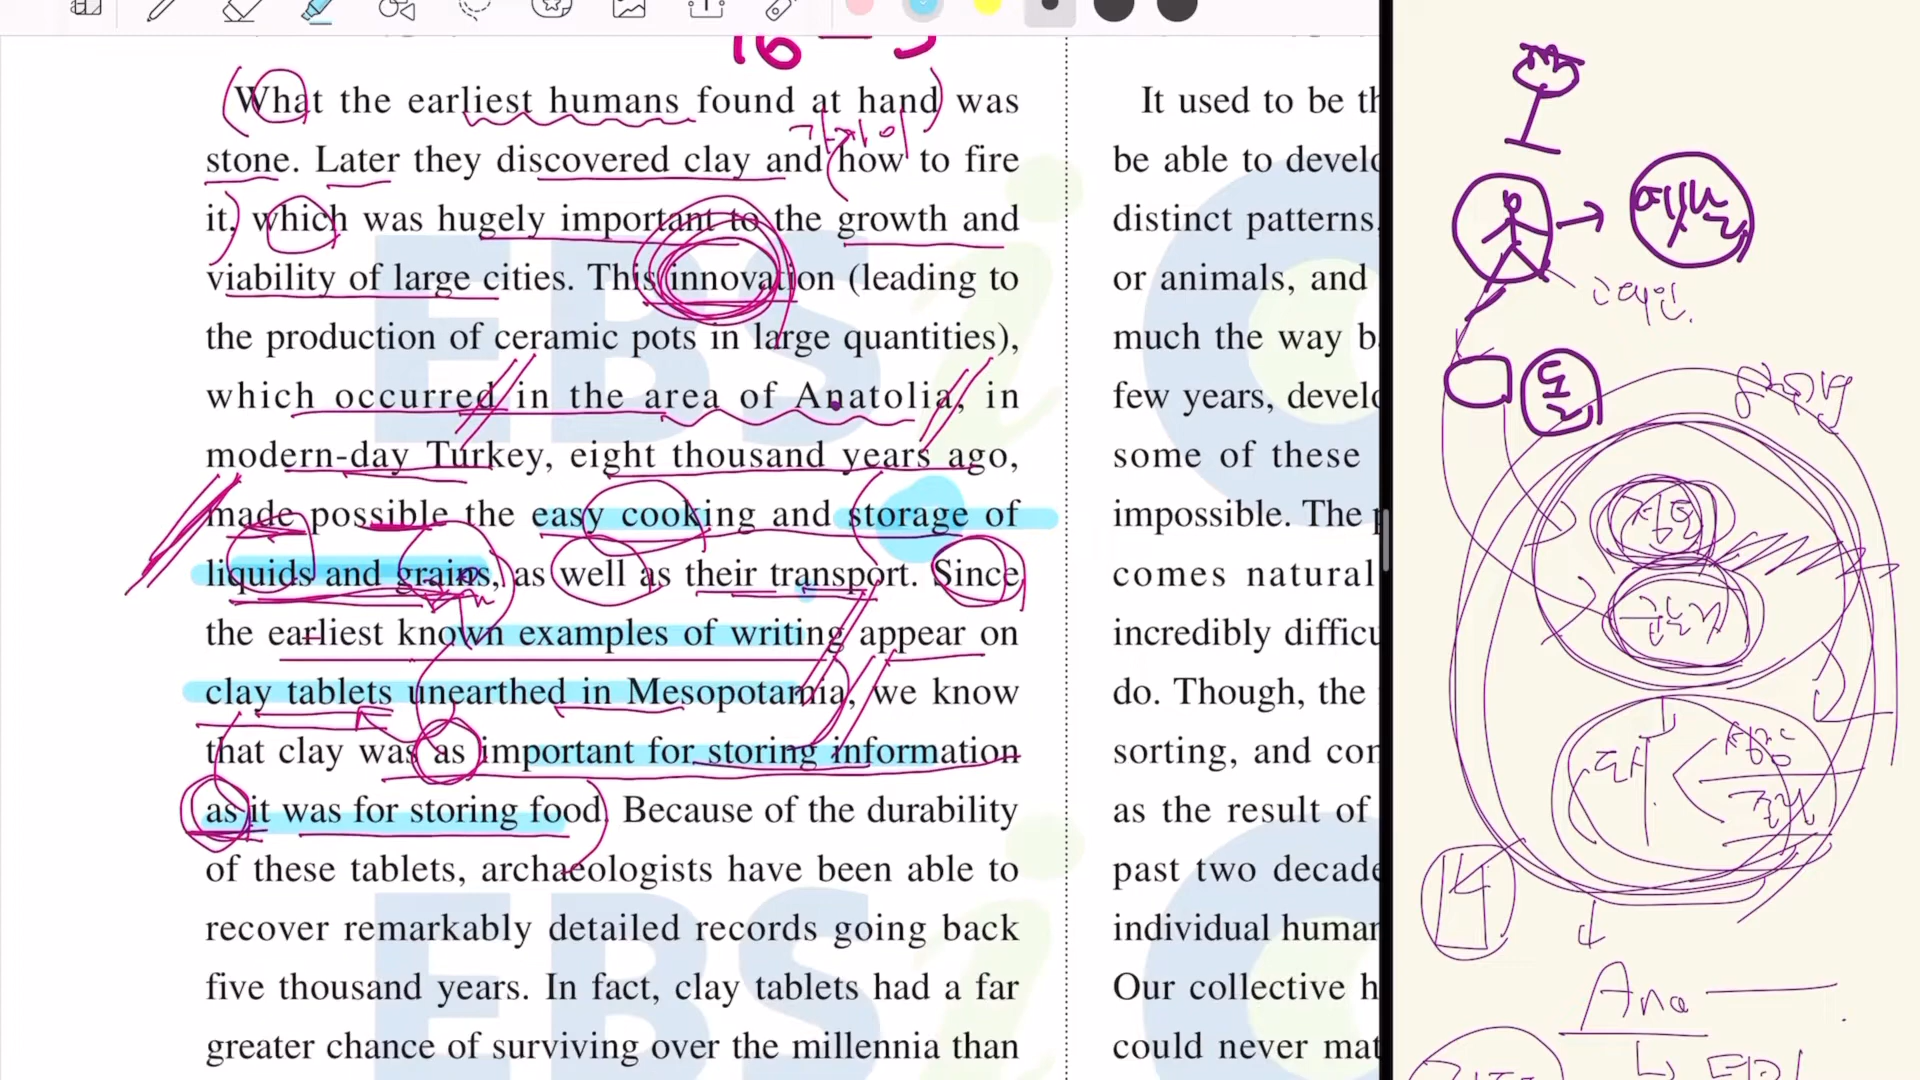 16
What the earliest humans found at hand was
stone. Later they discovered clay and how to fire
it, which was hugely important to the growth and
viability of large cities. This innovation (leading to
the production of ceramic pots in large quantities),
which occurred in the area of Anatolia, in
modern-day Turkey, eight thousand years ago,
made possible the easy cooking and storage of
liquids and grains, as well as their transport. Since
the earliest known examples of writing appear on
clay tablets unearthed in Mesopotamia, we know
that clay was as important for storing information
as it was for storing food. Because of the durability
of these tablets, archaeologists have been able to
recover remarkably detailed records going back
five thousand years. In fact, clay tablets had a far
greater chance of surviving over the millennia than
It used to be th
be able to develo
distinct patterns,
or animals, and
much the way b
few years, develo
some of these
impossible. The p
comes natural
incredibly difficu
do. Though, the
sorting, and con
as the result of
past two decade
individual human
Our collective h
could never mat
EBSi
EBSi
돌
Ana